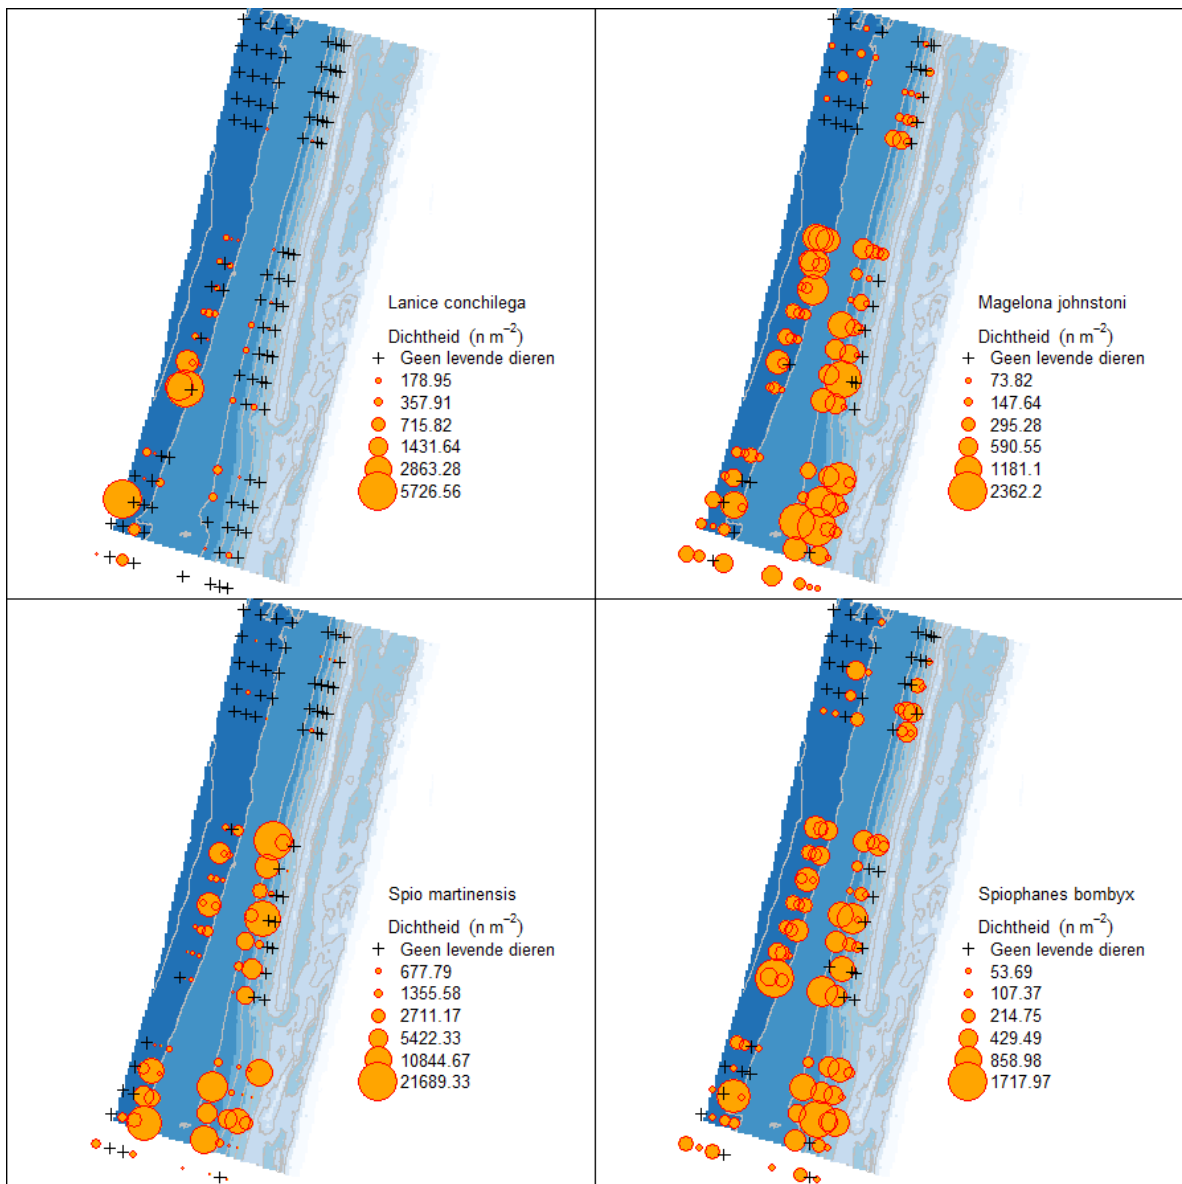 Lanice conchilega
Dichtheid (n m⁻²)
Geen levende dieren
178.95
357.91
715.82
1431.64
2863.28
5726.56
Magelona johnstoni
Dichtheid (n m⁻²)
Geen levende dieren
73.82
147.64
295.28
590.55
1181.1
2362.2
Spio martinensis
Dichtheid (n m⁻²)
Geen levende dieren
677.79
1355.58
2711.17
5422.33
10844.67
21689.33
Spiophanes bombyx
Dichtheid (n m⁻²)
Geen levende dieren
53.69
107.37
214.75
429.49
858.98
1717.97